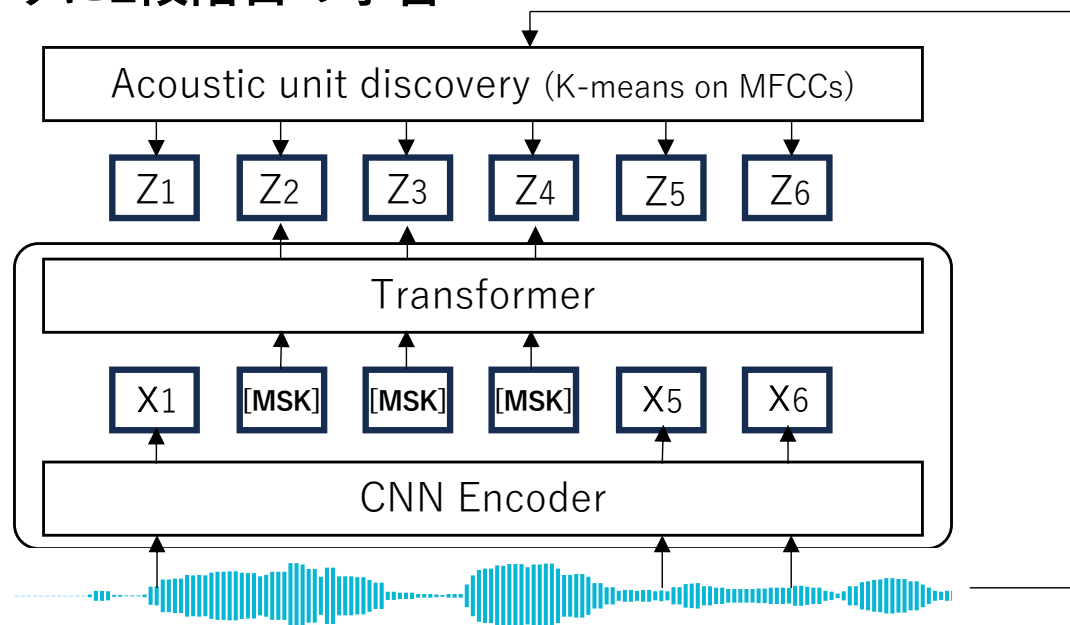 Acoustic unit discovery (K-means on MFCCs)
Z1 Z2 Z3 Z4 Z5 Z6
Transformer
X1 [MSK] [MSK] [MSK] X5 X6
CNN Encoder